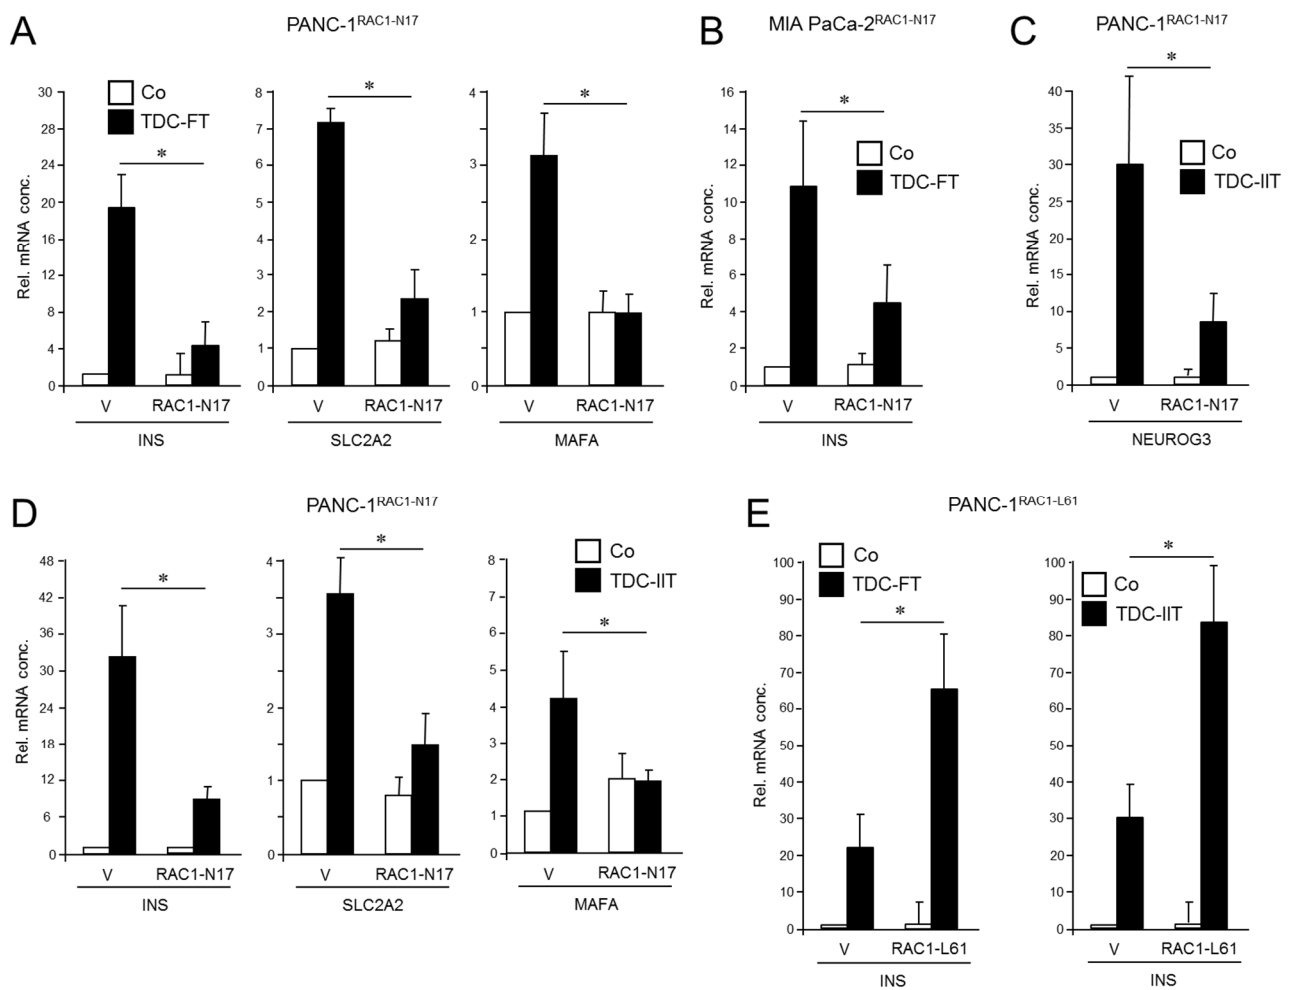 A
PANC-1RAC1-N17
Co
TDC-FT
*
*
*
Rel. mRNA conc.
30
28
24
20
16
12
8
4
0
8
7
6
5
4
3
2
1
0
4
3
2
1
0
V RAC1-N17
INS
V RAC1-N17
SLC2A2
V RAC1-N17
MAFA
B
MIA PaCa-2RAC1-N17
*
Co
TDC-FT
Rel. mRNA conc.
16
14
12
10
8
6
4
2
0
V RAC1-N17
INS
C
PANC-1RAC1-N17
*
Co
TDC-IIT
Rel. mRNA conc.
40
35
30
25
20
15
10
5
0
V RAC1-N17
NEUROG3
D
PANC-1RAC1-N17
Co
TDC-IIT
*
*
*
Rel. mRNA conc.
48
42
36
30
24
18
12
6
0
4
3
2
1
0
8
7
6
5
4
3
2
1
0
V RAC1-N17
INS
V RAC1-N17
SLC2A2
V RAC1-N17
MAFA
E
PANC-1RAC1-L61
Co
TDC-FT
*
Rel. mRNA conc.
100
90
80
70
60
50
40
30
20
10
0
V RAC1-L61
INS
*
Co
TDC-IIT
100
90
80
70
60
50
40
30
20
10
0
V RAC1-L61
INS